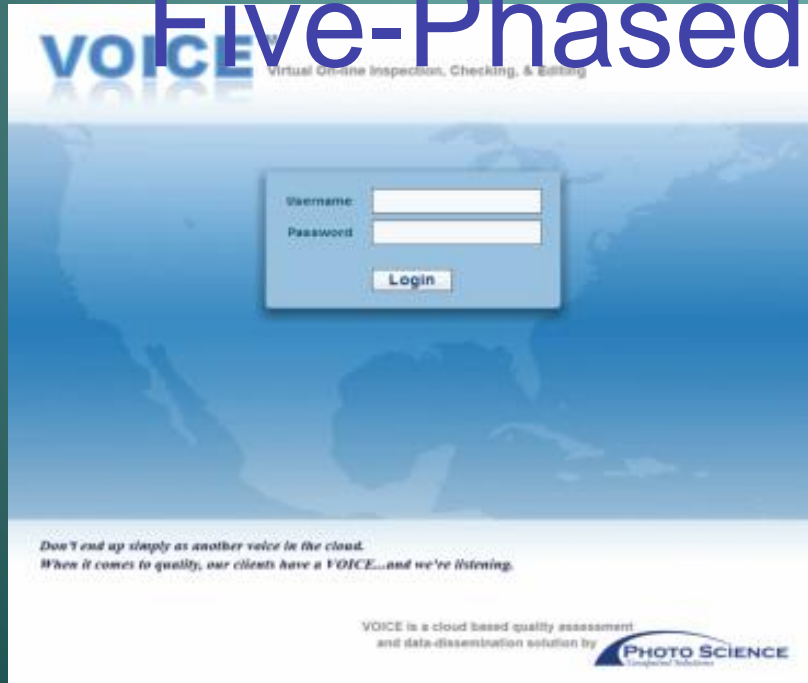 Five-Phased
VOICE
Virtual On-line Inspection, Checking, & Editing
Username
Password
Login
Don't end up simply as another voice in the cloud.
When it comes to quality, our clients have a VOICE...and we're listening.
VOICE is a cloud based quality assessment
and data-dissemination solution by
PHOTO SCIENCE
Geospatial Solutions